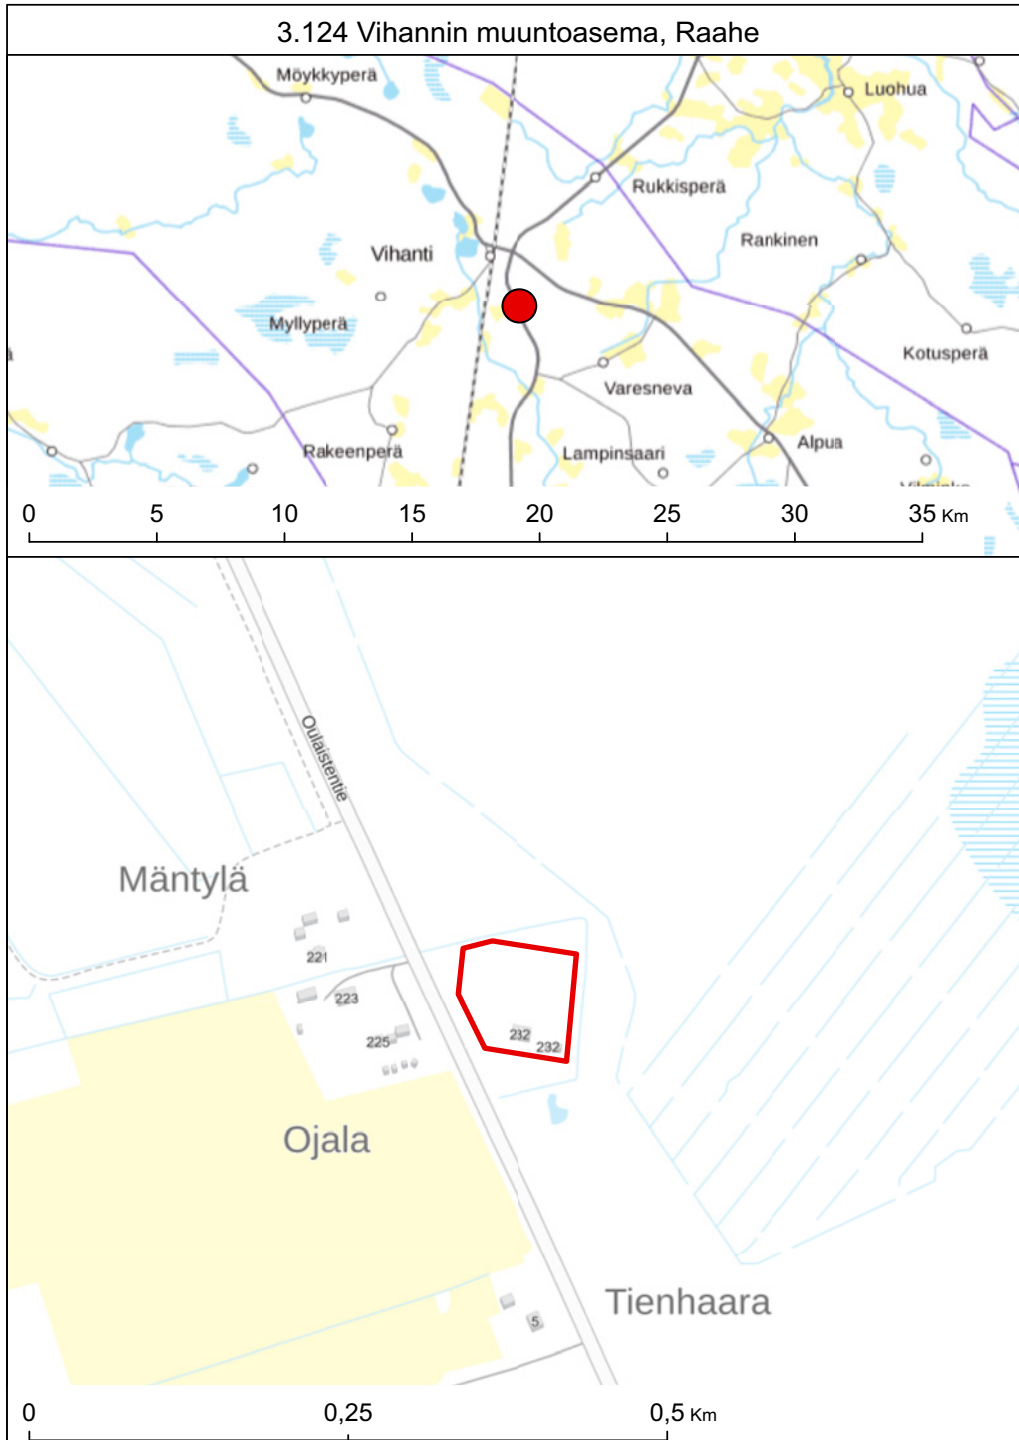 3.124 Vihannin muuntoasema, Raahe
Möykkyperä
Luohua
Rukkisperä
Rankinen
Vihanti
Myllyperä
Kotusperä
Varesneva
Rakeenperä
Lampinsaari
Alpua
0 5 10 15 20 25 30 35 Km
Oulaistentie
Mäntylä
221
223
225
232
232
Ojala
Tienhaara
5
0 0,25 0,5 Km